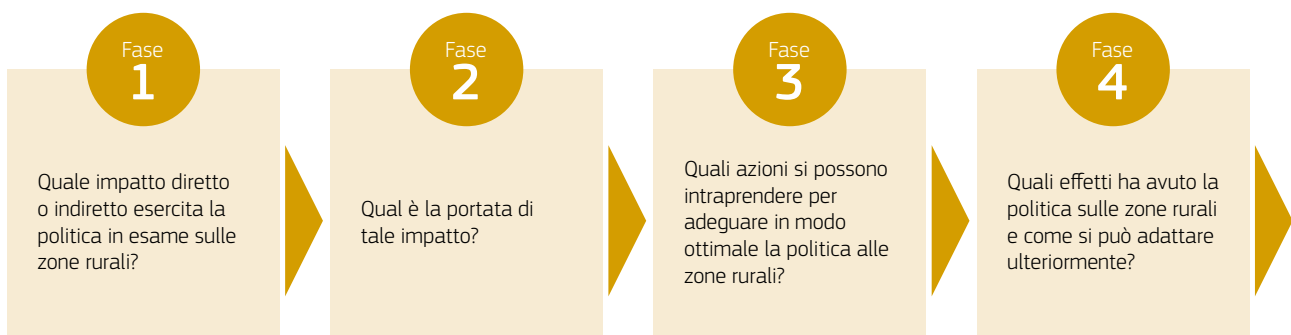 Fase
1
Quale impatto diretto
o indiretto esercita la
politica in esame sulle
zone rurali?
Fase
2
Qual è la portata di
tale impatto?
Fase
3
Quali azioni si possono
intraprendere per
adeguare in modo
ottimale la politica alle
zone rurali?
Fase
4
Quali effetti ha avuto la
politica sulle zone rurali
e come si può adattare
ulteriormente?